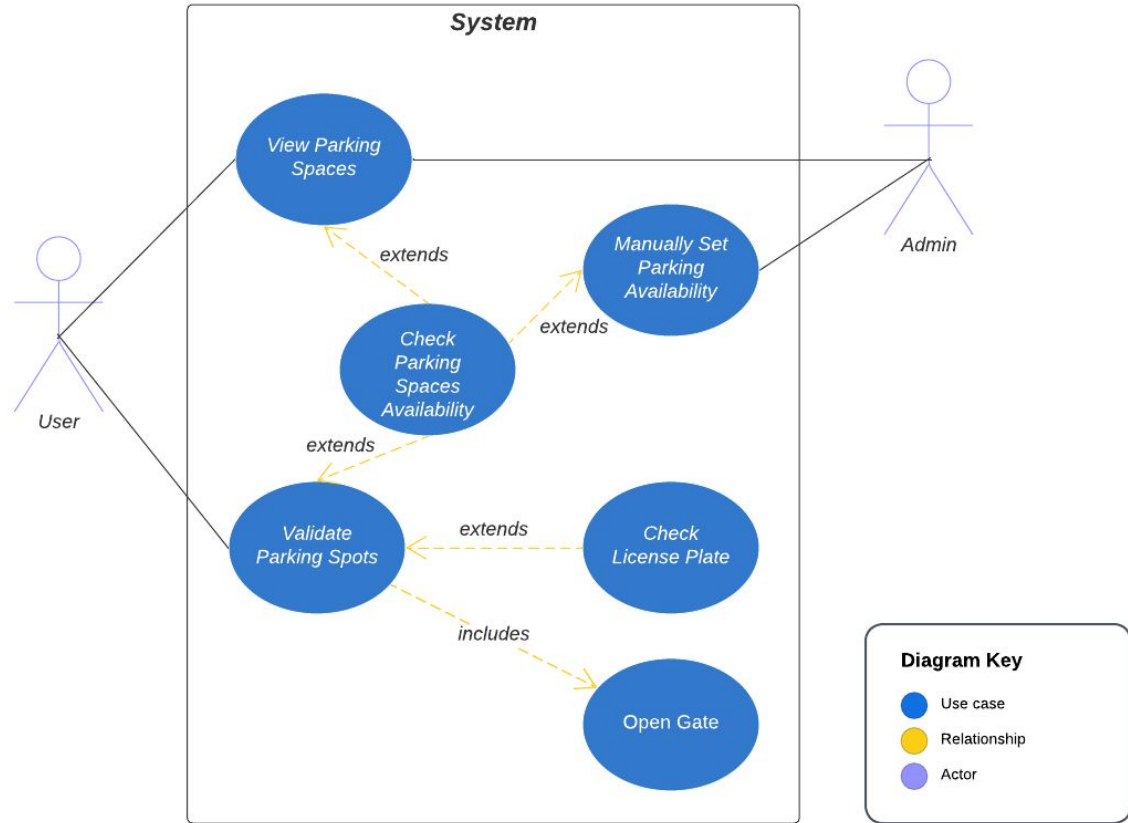 System
View Parking
Spaces
Admin
Manually Set
Parking
Availability
extends
extends
Check
Parking
Spaces
Availability
User
extends
Validate
Parking Spots
extends
Check
License Plate
includes
Open Gate
Diagram Key
Use case
Relationship
Actor